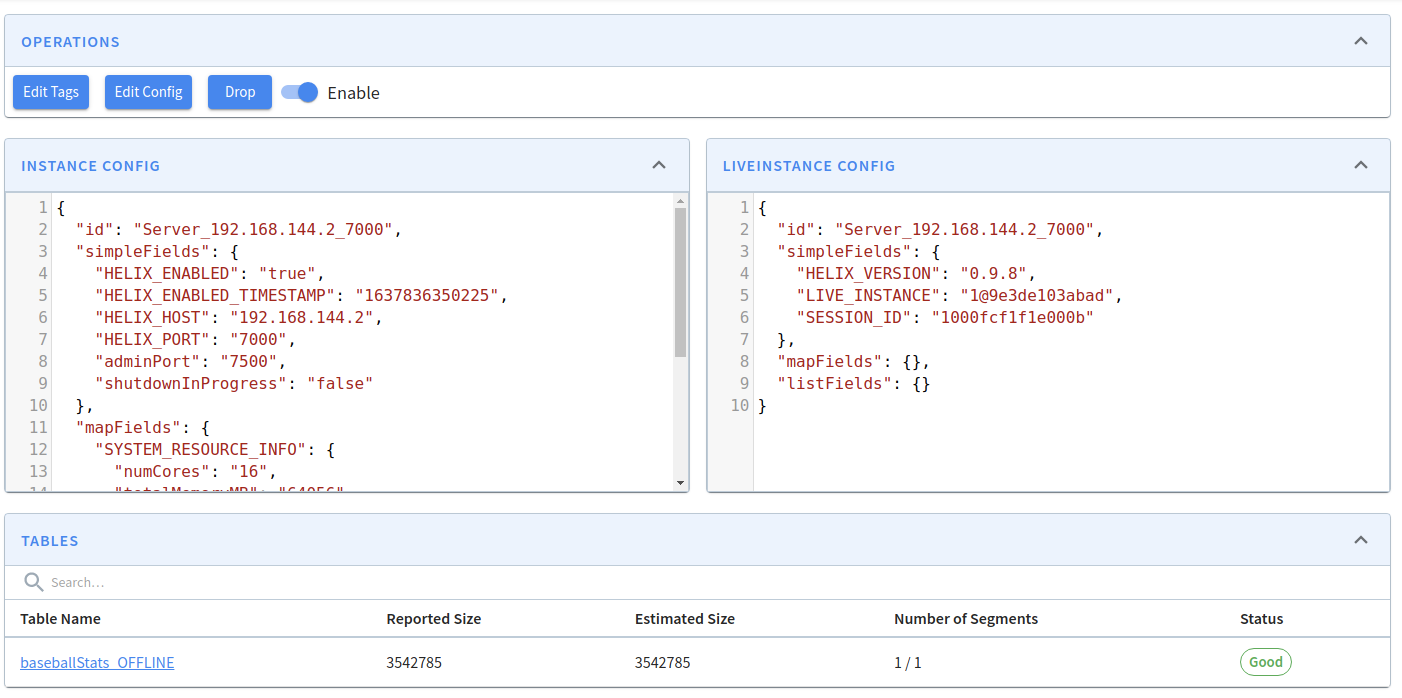 OPERATIONS
Edit Tags Edit Config Drop Enable
INSTANCE CONFIG
1 {
2 "id": "Server_192.168.144.2_7000",
3 "simpleFields": {
4 "HELIX_ENABLED": "true",
5 "HELIX_ENABLED_TIMESTAMP": "1637836350225",
6 "HELIX_HOST": "192.168.144.2",
7 "HELIX_PORT": "7000",
8 "adminPort": "7500",
9 "shutdownInProgress": "false"
10 },
11 "mapFields": {
12 "SYSTEM_RESOURCE_INFO": {
13 "numCores": "16",
LIVEINSTANCE CONFIG
1 {
2 "id": "Server_192.168.144.2_7000",
3 "simpleFields": {
4 "HELIX_VERSION": "0.9.8",
5 "LIVE_INSTANCE": "1@9e3de103abad",
6 "SESSION_ID": "1000fcf1f1e000b"
7 },
8 "mapFields": {},
9 "listFields": {}
10 }
TABLES
Search…
Table Name Reported Size Estimated Size Number of Segments Status
baseballStats_OFFLINE 3542785 3542785 1 / 1 Good